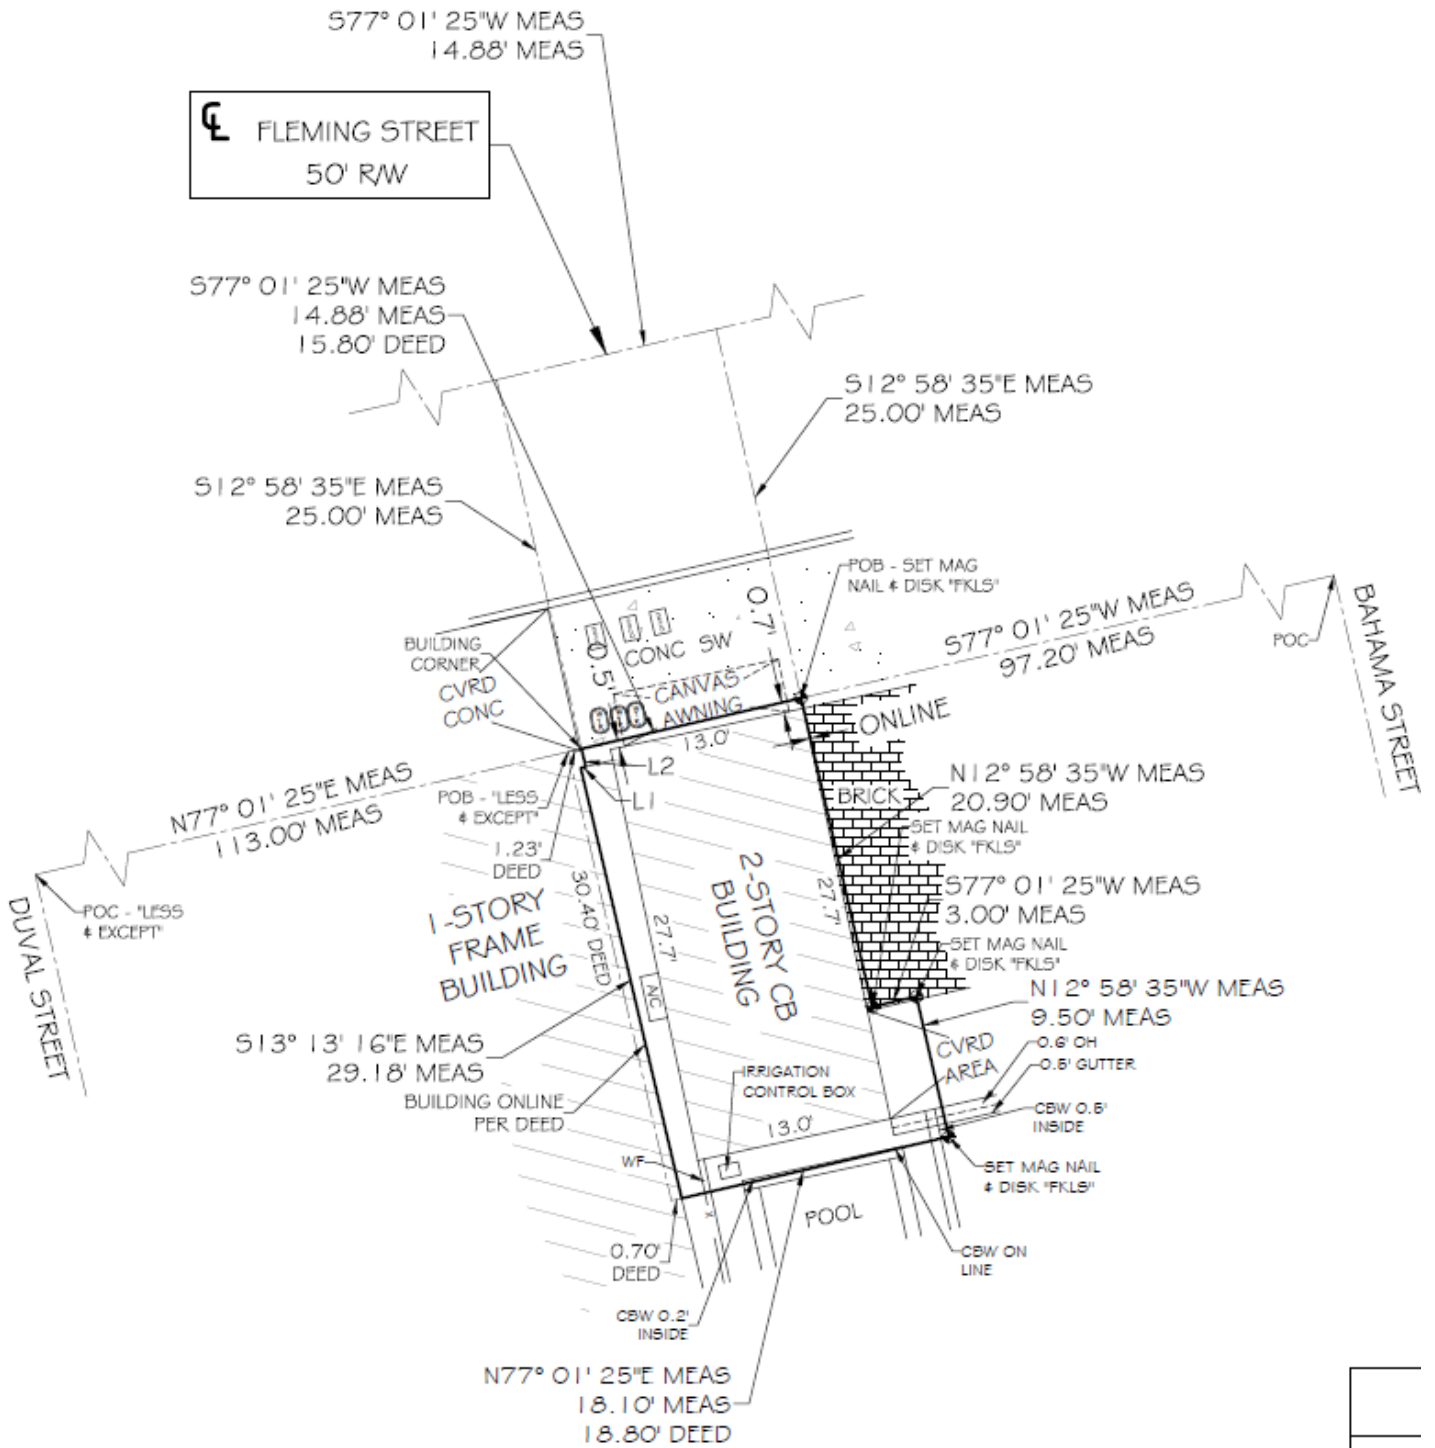 S77° 01' 25"W MEAS
14.88' MEAS
CL FLEMING STREET
50' R/W
S77° 01' 25"W MEAS
14.88' MEAS
15.80' DEED
S12° 58' 35"E MEAS
25.00' MEAS
S12° 58' 35"E MEAS
25.00' MEAS
POB - SET MAG
NAIL & DISK "FKLS"
S77° 01' 25"W MEAS
97.20' MEAS
POC
BAHAMA STREET
BUILDING
CORNER
CVRD
CONC
0.5'
CONC SW
0.7'
CANVAS
AWNING
13.0'
ONLINE
L2
L1
N77° 01' 25"E MEAS
113.00' MEAS
POB - "LESS
& EXCEPT"
1.23'
DEED
POC - "LESS
& EXCEPT"
DUVAL STREET
BRICK
N12° 58' 35"W MEAS
20.90' MEAS
SET MAG NAIL
& DISK "FKLS"
S77° 01' 25"W MEAS
3.00' MEAS
SET MAG NAIL
& DISK "FKLS"
N12° 58' 35"W MEAS
9.50' MEAS
1-STORY
FRAME
BUILDING
30.40' DEED
27.7'
A/C
2-STORY CB
BUILDING
27.7'
S13° 13' 16"E MEAS
29.18' MEAS
BUILDING ONLINE
PER DEED
IRRIGATION
CONTROL BOX
CVRD
AREA
0.6' OH
0.5' GUTTER
CBW 0.5'
INSIDE
13.0'
WF
x
SET MAG NAIL
& DISK "FKLS"
POOL
0.70'
DEED
CBW ON
LINE
CBW 0.2'
INSIDE
N77° 01' 25"E MEAS
18.10' MEAS
18.80' DEED